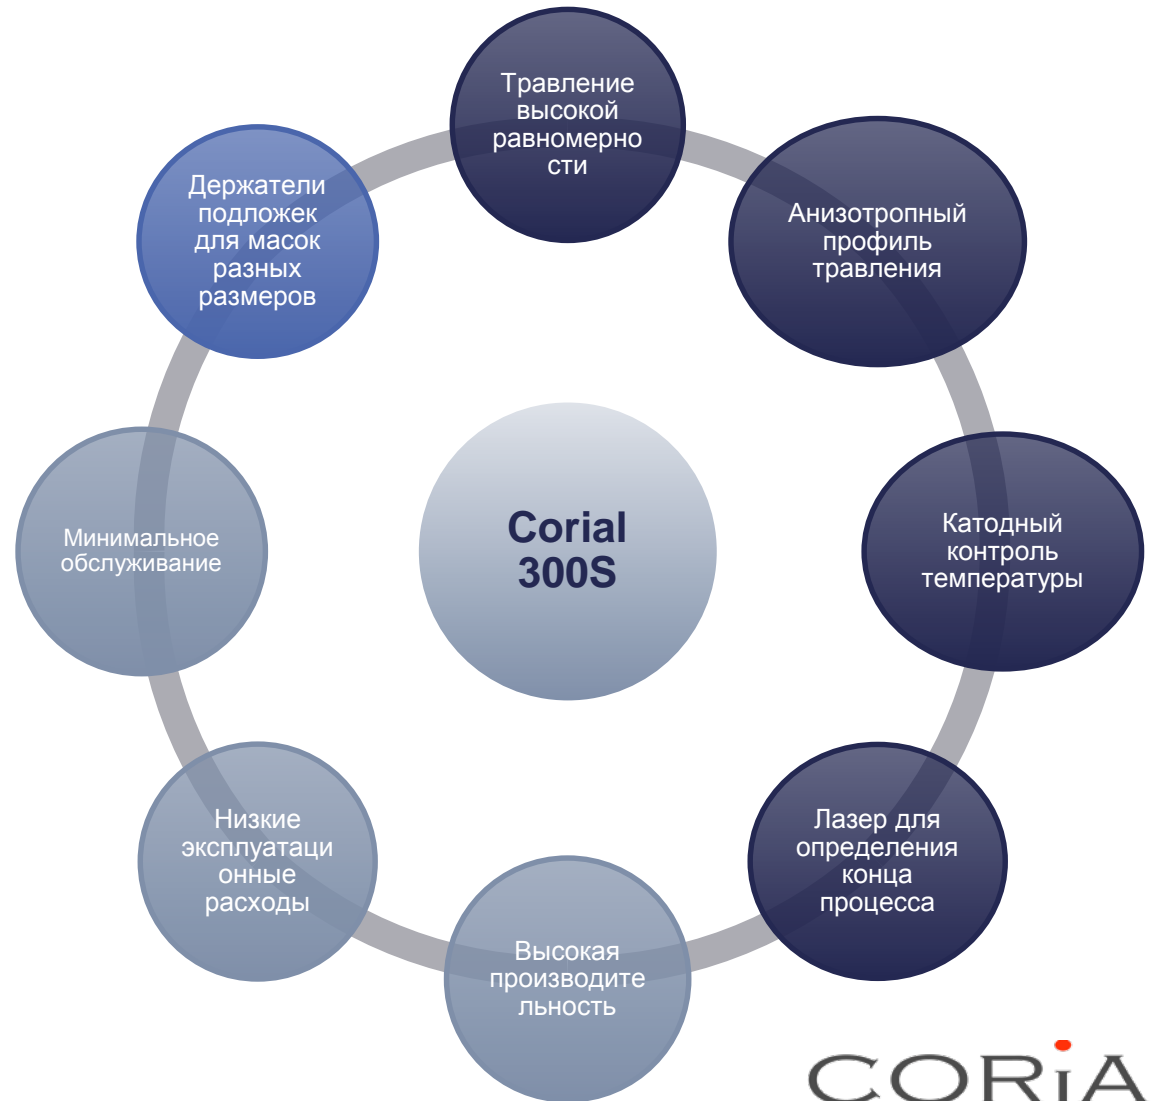 Травление
высокой
равномерно
сти
Анизотропный
профиль
травления
Катодный
контроль
температуры
Лазер для
определения
конца
процесса
Высокая
производите
льность
Низкие
эксплуатаци
онные
расходы
Минимальное
обслуживание
Держатели
подложек
для масок
разных
размеров
Corial
300S
CORiA